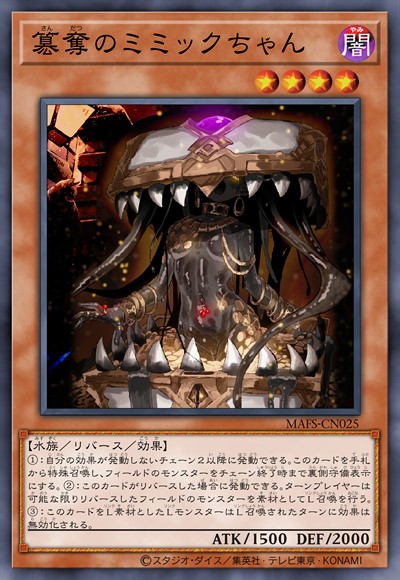 篡奪のミミックちゃん
闇
MAFS-CN025
【水族／リバース／効果】
①：自分の効果が発動しないチェーン２以降に発動できる。このカードを手札
から特殊召喚し、フィールドのモンスターをチェーン終了時まで裏側守備表示
にする。②：このカードがリバースした場合に発動できる。ターンプレイヤーは
可能な限りリバースしたフィールドのモンスターを素材としてL召喚を行う。
③：このカードをL素材としたLモンスターはL召喚されたターンに効果は
無効化される。
ATK/1500 DEF/2000
©スタジオ・ダイス／集英社・テレビ東京・KONAMI